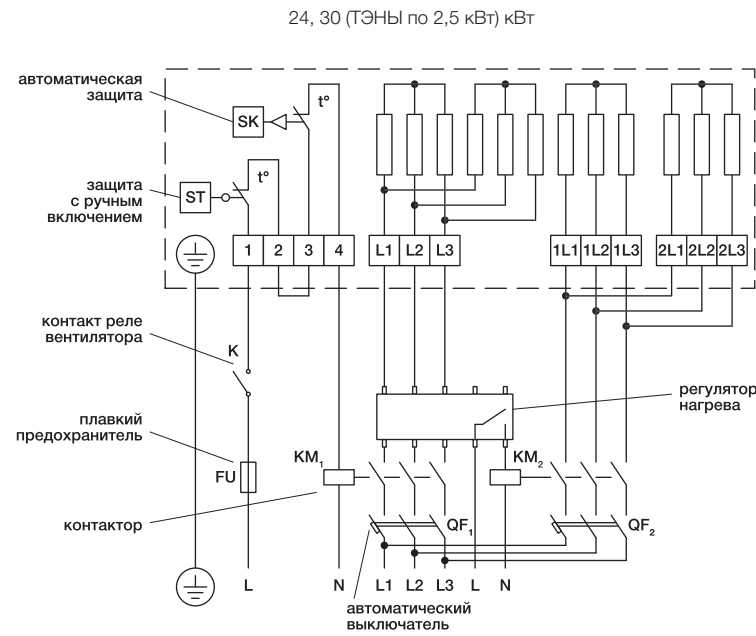 24, 30 (ТЭНЫ по 2,5 кВт) кВт
автоматическая
защита
SK
t°
защита
с ручным
включением
ST
t°
1 2 3 4 L1 L2 L3 1L1 1L2 1L3 2L1 2L2 2L3
контакт реле
вентилятора
K
регулятор
нагрева
плавкий
предохранитель
FU
KM1
KM2
контактор
QF1
QF2
L N L1 L2 L3 L N
автоматический
выключатель